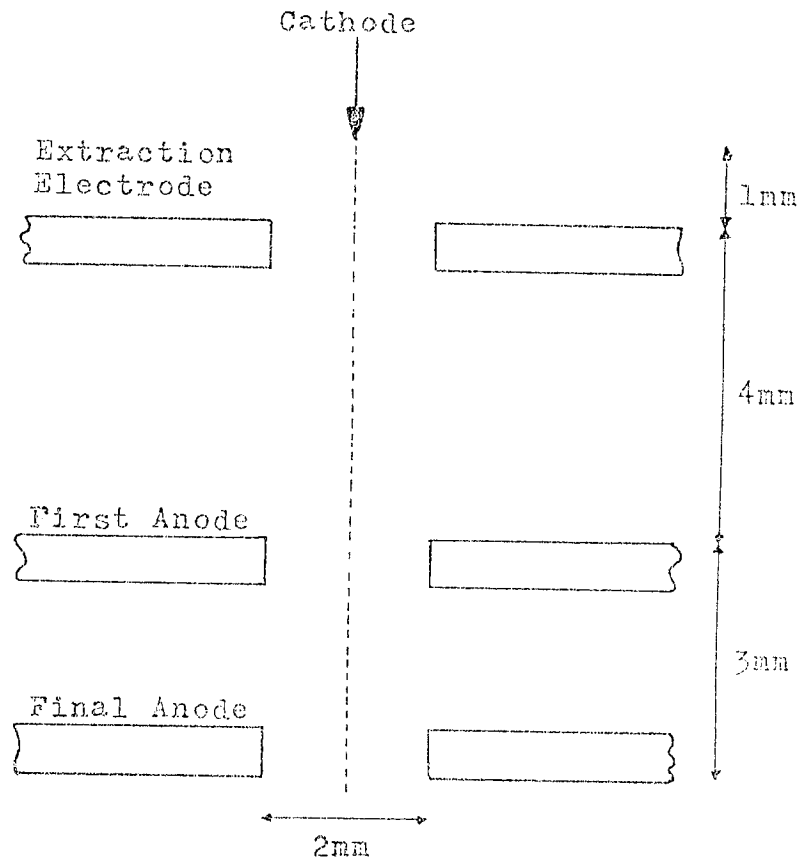 Cathode
Extraction
Electrode
1mm
4mm
First Anode
3mm
Final Anode
2mm